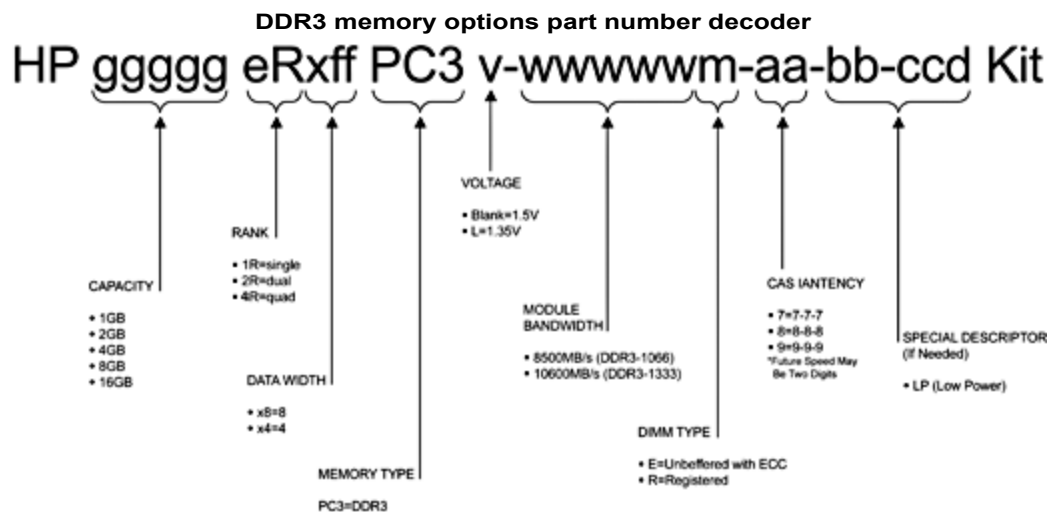 DDR3 memory options part number decoder
HP ggggg eRxff PC3 v-wwwwwm-aa-bb-ccd Kit
VOLTAGE
• Blank=1.5V
• L=1.35V
RANK
• 1R=single
• 2R=dual
• 4R=quad
CAPACITY
• 1GB
• 2GB
• 4GB
• 8GB
• 16GB
CAS IANTENCY
• 7=7-7-7
• 8=8-8-8
• 9=9-9-9
*Future Speed May
Be Two Digits
MODULE
BANDWIDTH
• 8500MB/s (DDR3-1066)
• 10600MB/s (DDR3-1333)
SPECIAL DESCRIPTOR
(If Needed)
• LP (Low Power)
DATA WIDTH
• x8=8
• x4=4
DIMM TYPE
• E=Unbeffered with ECC
• R=Registered
MEMORY TYPE
PC3=DDR3